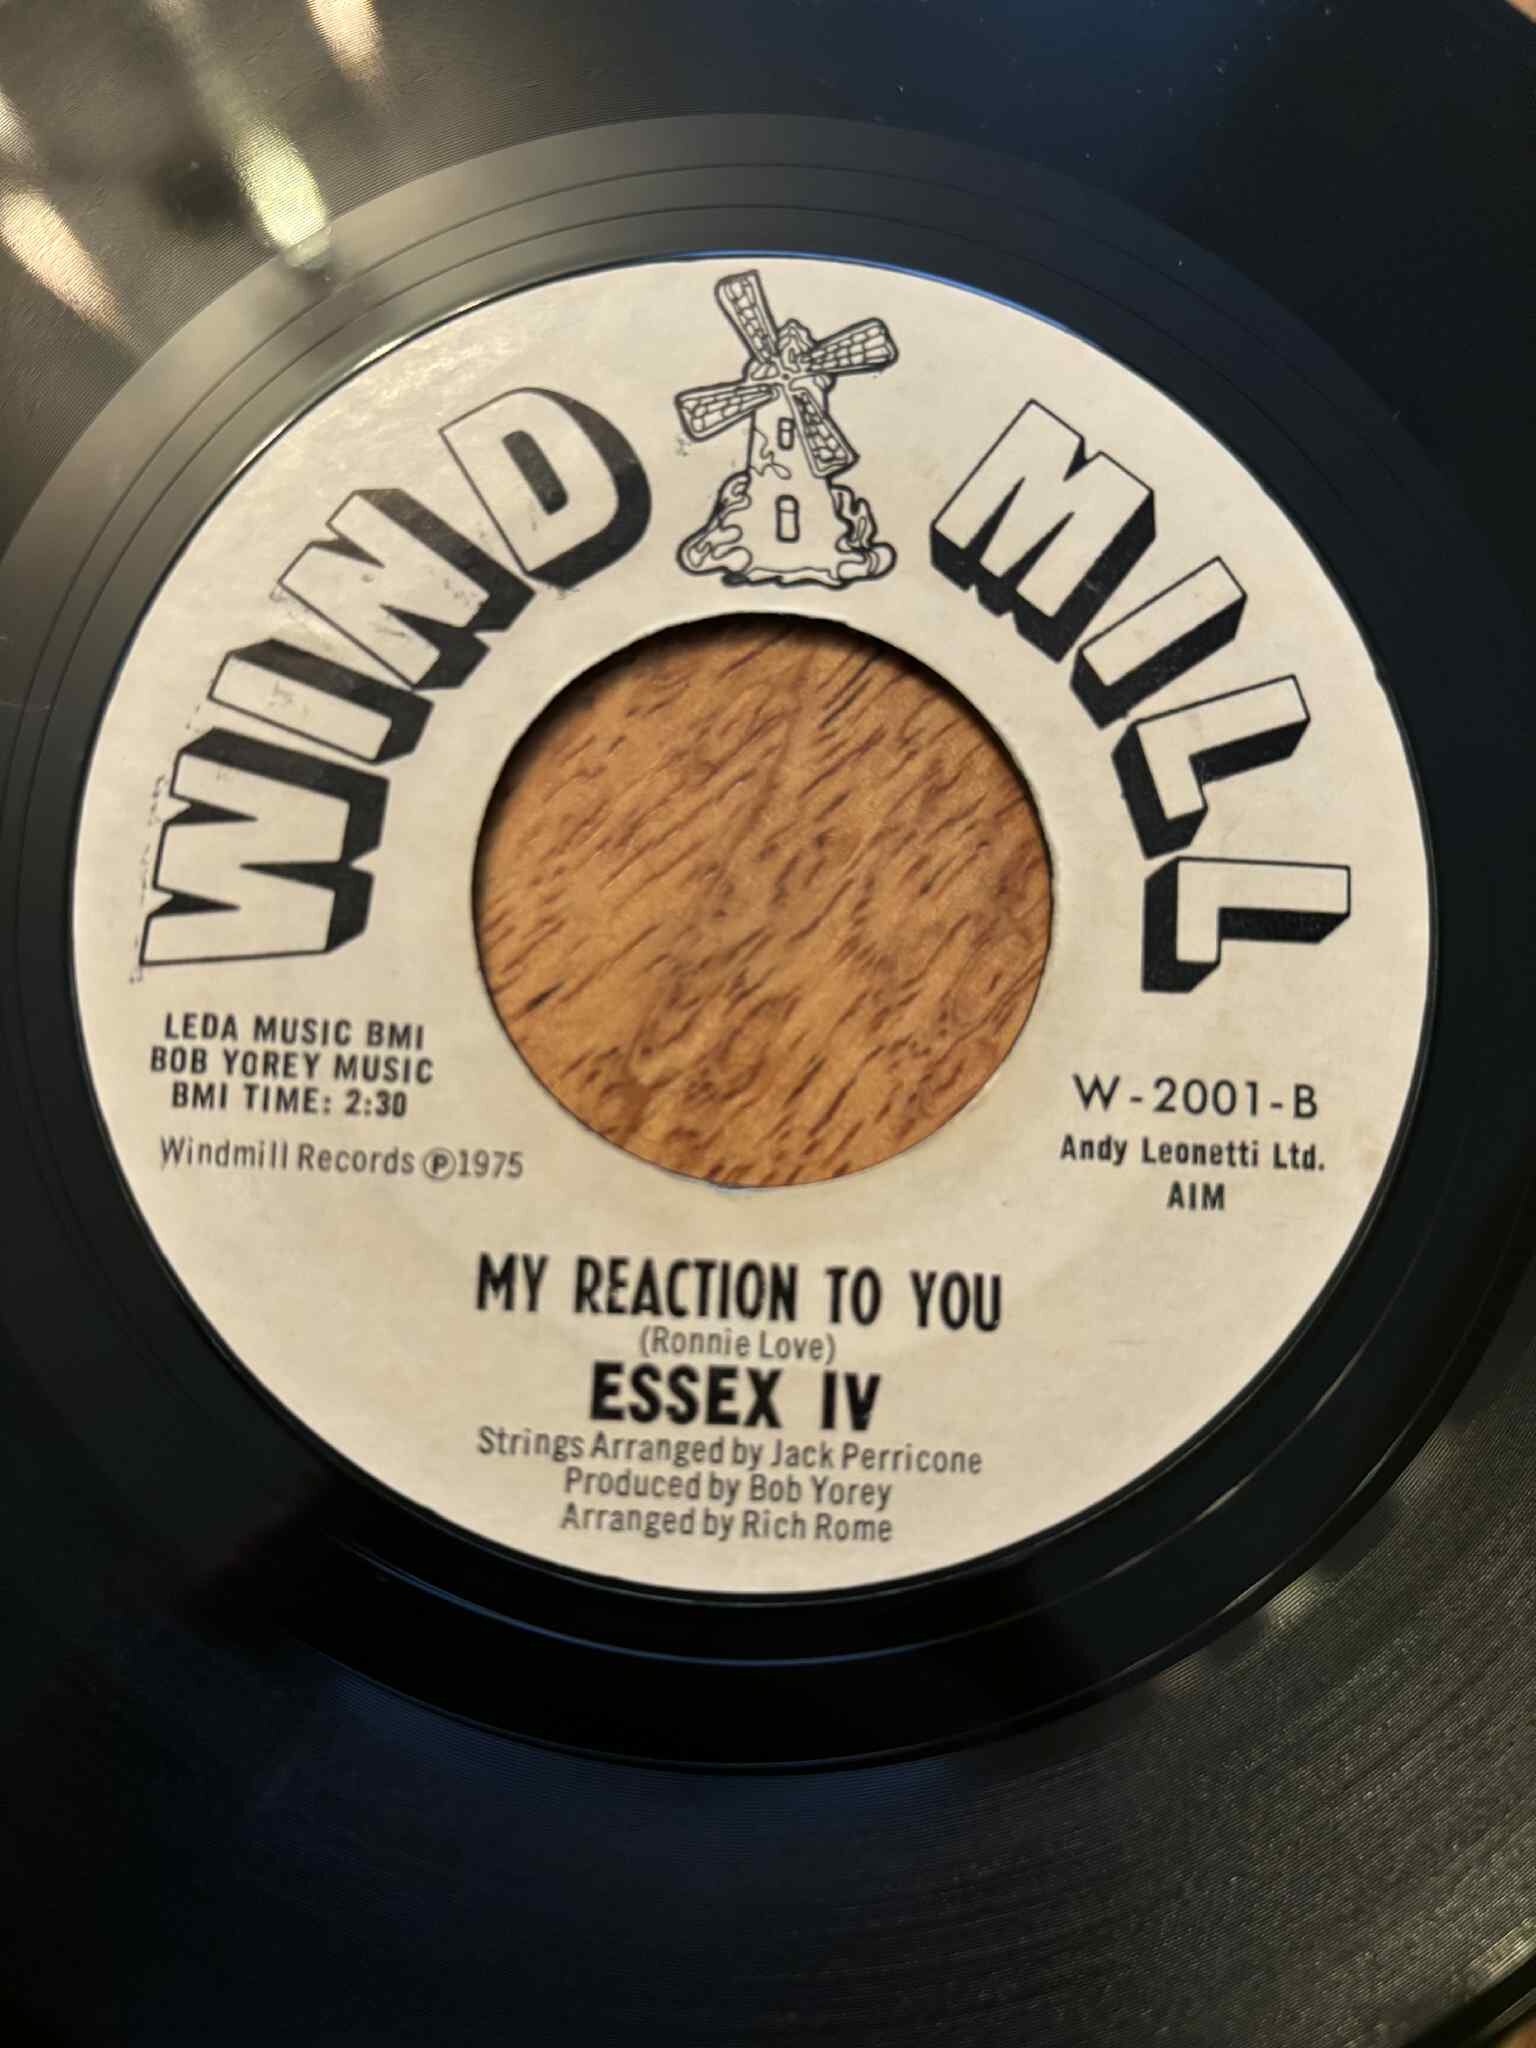 WIND MILL
LEDA MUSIC BMI
BOB YOREY MUSIC
BMI TIME: 2:30
Windmill Records Ⓟ1975
W-2001-B
Andy Leonetti Ltd.
AIM
MY REACTION TO YOU
(Ronnie Love)
ESSEX IV
Strings Arranged by Jack Perricone
Produced by Bob Yorey
Arranged by Rich Rome